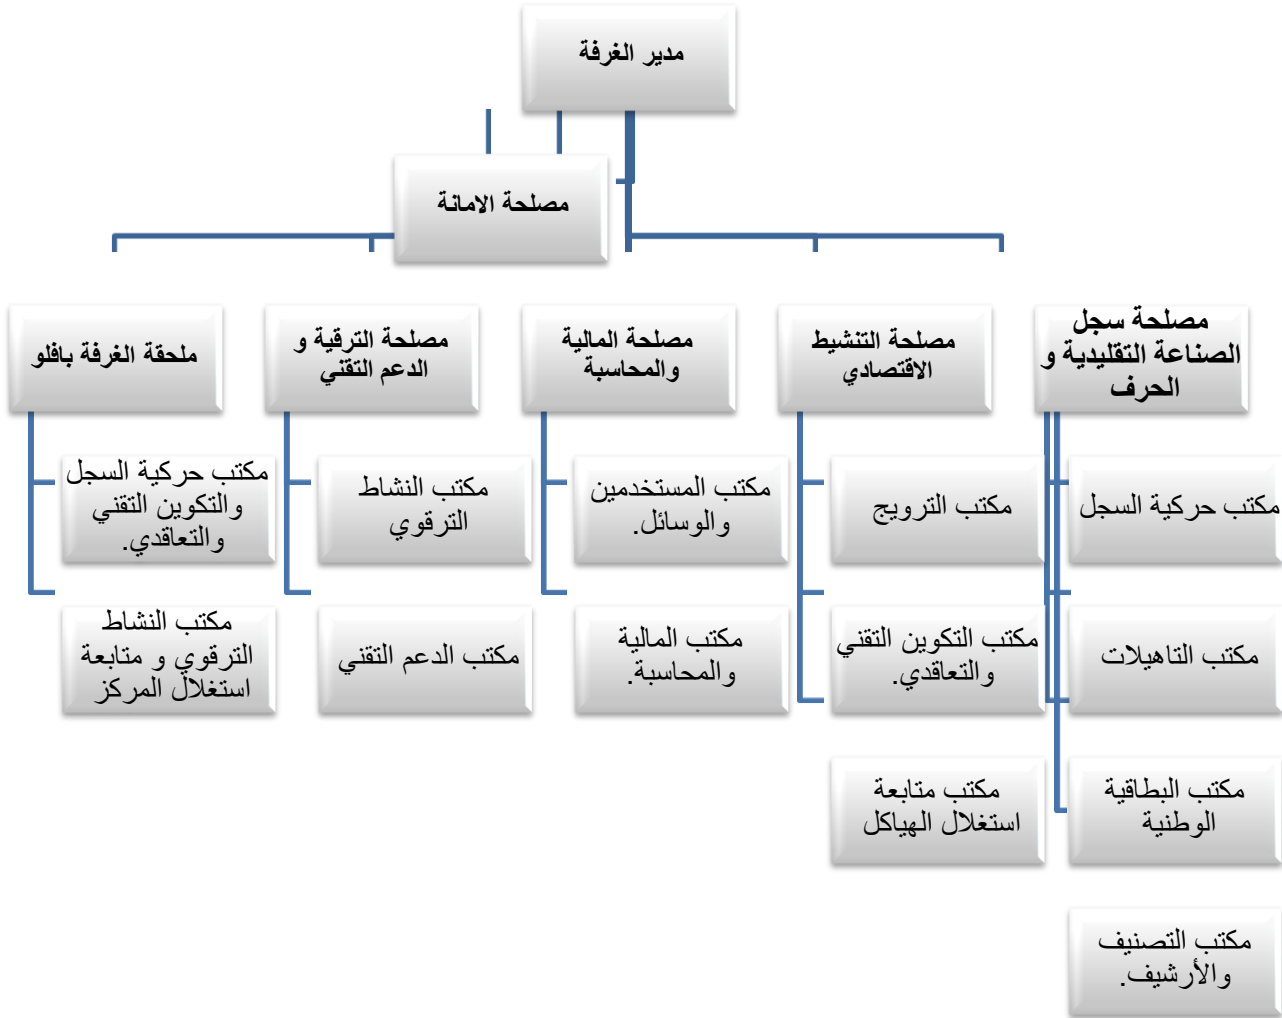 مدير الغرفة
مصلحة الامانة
مصلحة سجل
الصناعة التقليدية و
الحرف
مصلحة التنشيط
الاقتصادي
مصلحة المالية
والمحاسبة
مصلحة الترقية و
الدعم التقني
ملحقة الغرفة بافلو
مكتب حركية السجل
مكتب الترويج
مكتب المستخدمين
والوسائل.
مكتب النشاط
الترقوي
مكتب حركية السجل
والتكوين التقني
والتعاقدي.
مكتب التاهيلات
مكتب التكوين التقني
والتعاقدي.
مكتب المالية
والمحاسبة.
مكتب الدعم التقني
مكتب النشاط
الترقوي و متابعة
استغلال المركز
مكتب البطاقية
الوطنية
مكتب متابعة
استغلال الهياكل
مكتب التصنيف
والأرشيف.